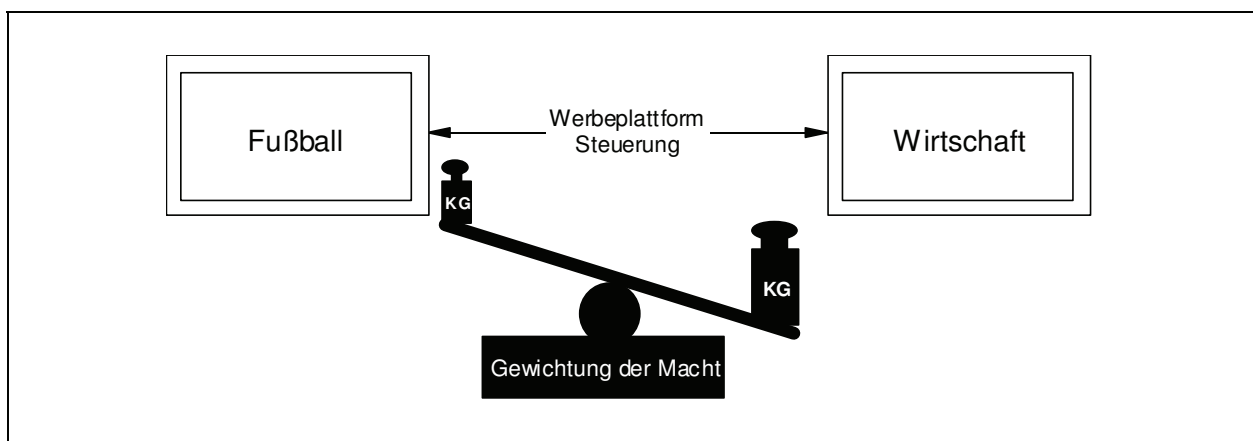 Fußball
Werbeplattform
Steuerung
Wirtschaft
KG
KG
Gewichtung der Macht